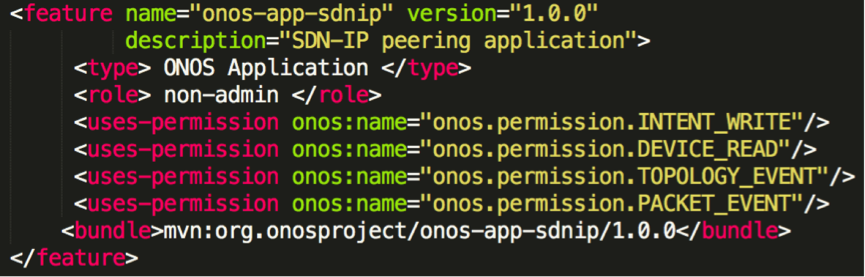 <feature name="onos-app-sdnip" version="1.0.0"
description="SDN-IP peering application">
<type> ONOS Application </type>
<role> non-admin </role>
<uses-permission onos:name="onos.permission.INTENT_WRITE"/>
<uses-permission onos:name="onos.permission.DEVICE_READ"/>
<uses-permission onos:name="onos.permission.TOPOLOGY_EVENT"/>
<uses-permission onos:name="onos.permission.PACKET_EVENT"/>
<bundle>mvn:org.onosproject/onos-app-sdnip/1.0.0</bundle>
</feature>